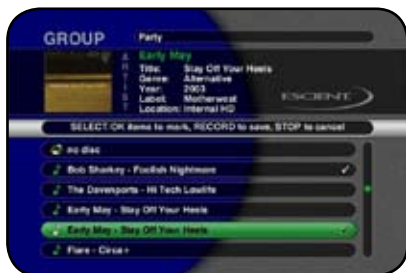 GROUP Party
ARTIST
Early May
Title: Stay Off Your Heels
Genre: Alternative
Year: 2003
Label: Motherwest
Location: Internal HD
ESCIENT
SELECT/OK items to mark, RECORD to save, STOP to cancel
no disc
Bob Sharkey - Foolish Nightmare ✓
The Davenports - Hi Tech Lowlife
Early May - Stay Off Your Heels
Early May - Stay Off Your Heels ✓
Flare - Circa